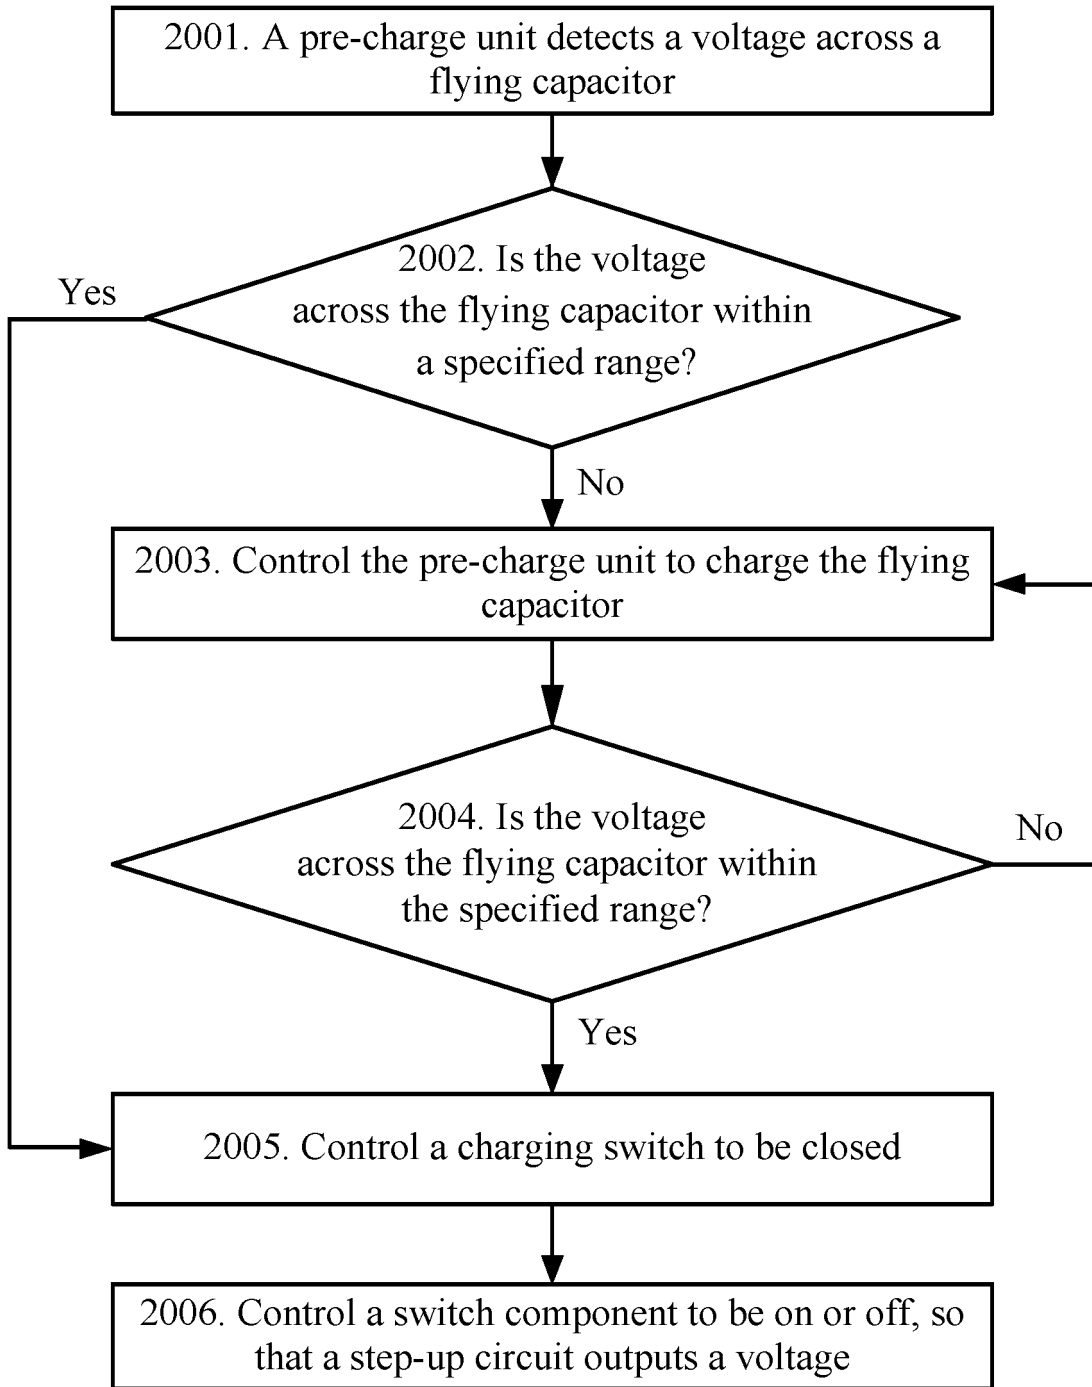 2001. A pre-charge unit detects a voltage across a
flying capacitor
2002. Is the voltage
across the flying capacitor within
a specified range?
Yes
No
2003. Control the pre-charge unit to charge the flying
capacitor
2004. Is the voltage
across the flying capacitor within
the specified range?
No
Yes
2005. Control a charging switch to be closed
2006. Control a switch component to be on or off, so
that a step-up circuit outputs a voltage